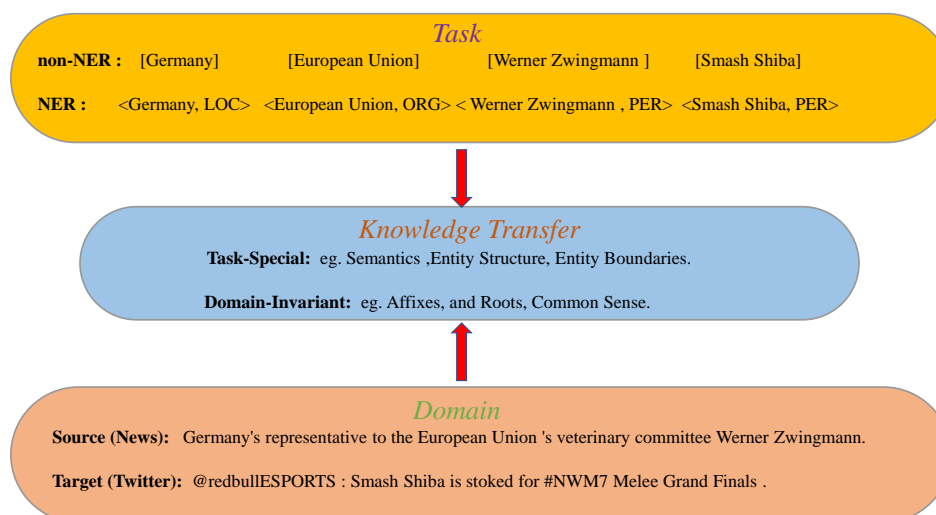 Task
non-NER : [Germany] [European Union] [Werner Zwingmann ] [Smash Shiba]
NER : <Germany, LOC> <European Union, ORG> < Werner Zwingmann , PER> <Smash Shiba, PER>
Knowledge Transfer
Task-Special: eg. Semantics ,Entity Structure, Entity Boundaries.
Domain-Invariant: eg. Affixes, and Roots, Common Sense.
Domain
Source (News): Germany's representative to the European Union 's veterinary committee Werner Zwingmann.
Target (Twitter): @redbullESPORTS : Smash Shiba is stoked for #NWM7 Melee Grand Finals .